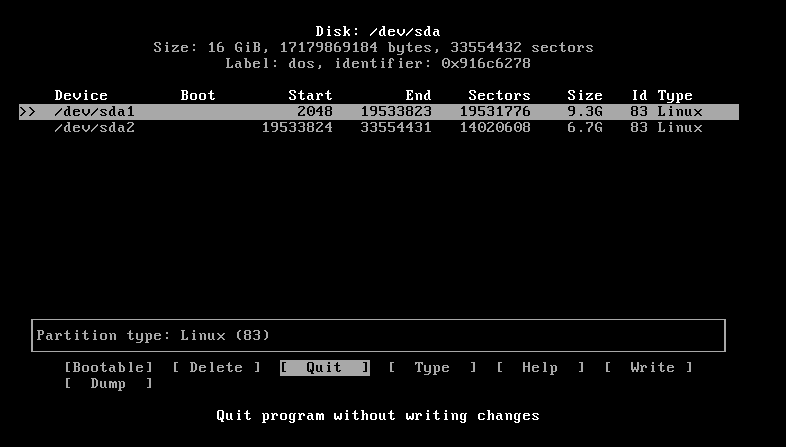 Disk: /dev/sda
Size: 16 GiB, 17179869184 bytes, 33554432 sectors
Label: dos, identifier: 0x916c6278
Device Boot Start End Sectors Size Id Type
>> /dev/sda1 2048 19533823 19531776 9.3G 83 Linux
/dev/sda2 19533824 33554431 14020608 6.7G 83 Linux
Partition type: Linux (83)
[Bootable] [ Delete ] [ Quit ] [ Type ] [ Help ] [ Write ]
[ Dump ]
Quit program without writing changes